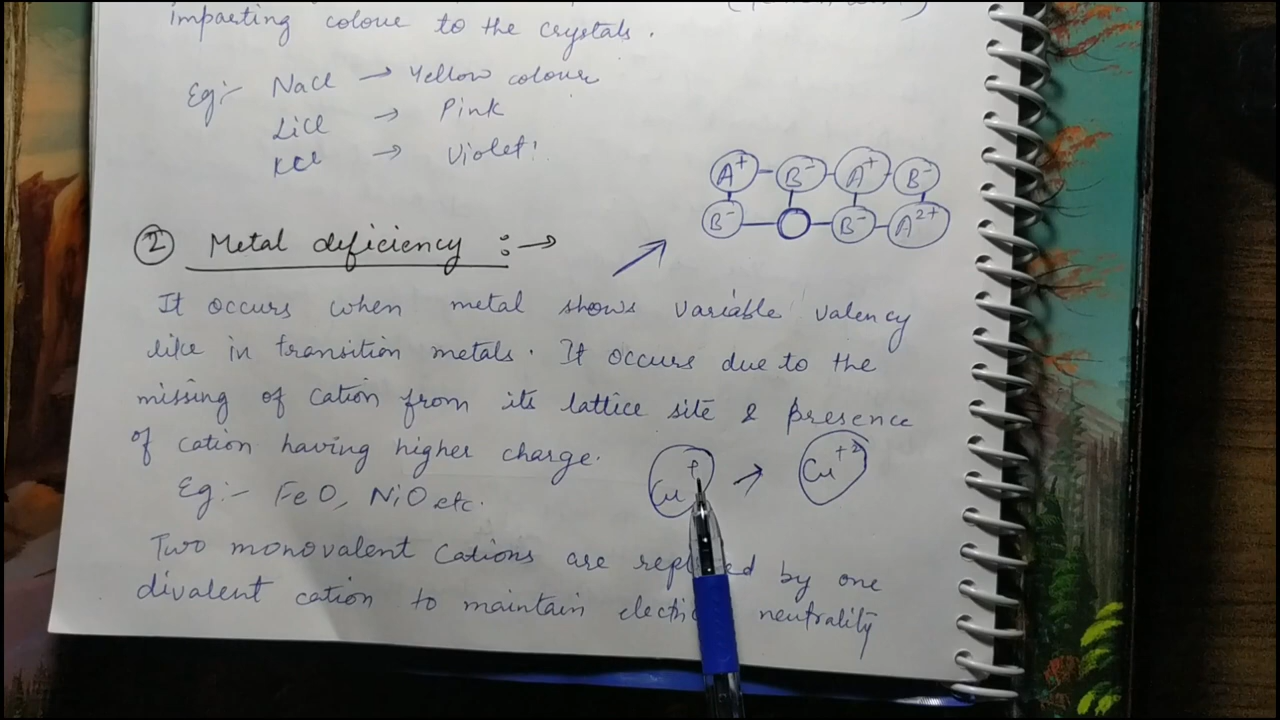 imparting colour to the crystals.
Eg:- NaCl → Yellow colour
LiCl → Pink
KCl → Violet!
A⁺ B⁻ A⁺ B⁻
B⁻ B⁻ A²⁺
② Metal deficiency :→
It occurs when metal shows variable valency
like in transition metals. It occurs due to the
missing of cation from its lattice site & presence
of cation having higher charge.
Cu⁺ → Cu⁺²
Eg:- FeO, NiO etc.
Two monovalent cations are by one
divalent cation to maintain neutrality